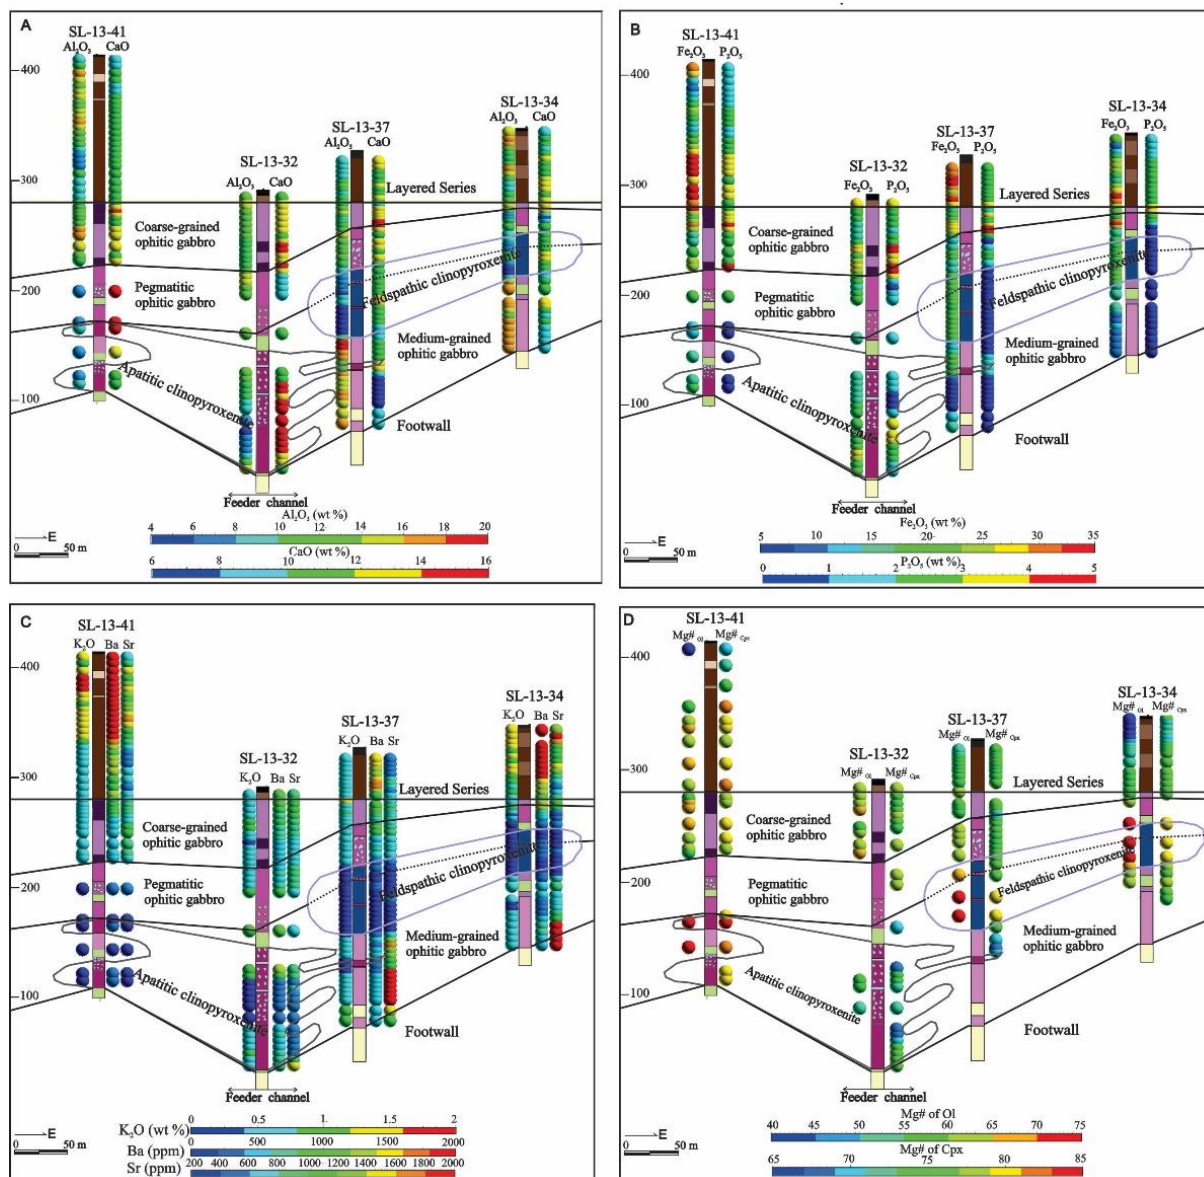 A
SL-13-41
Al₂O₃ CaO
400
300
200
100
SL-13-32
Al₂O₃ CaO
SL-13-37
Al₂O₃ CaO
SL-13-34
Al₂O₃ CaO
Layered Series
Coarse-grained
ophitic gabbro
Pegmatitic
ophitic gabbro
Feldspathic clinopyroxenite
Medium-grained
ophitic gabbro
Apatitic clinopyroxenite
Footwall
Feeder channel
Al₂O₃ (wt %)
4 6 8 10 12 14 16 18 20
CaO (wt %)
6 8 10 12 14 16
E
0 50 m
B
SL-13-41
Fe₂O₃ P₂O₅
400
300
200
100
SL-13-32
Fe₂O₃ P₂O₅
SL-13-37
Fe₂O₃ P₂O₅
SL-13-34
Fe₂O₃ P₂O₅
Layered Series
Coarse-grained
ophitic gabbro
Pegmatitic
ophitic gabbro
Feldspathic clinopyroxenite
Medium-grained
ophitic gabbro
Apatitic clinopyroxenite
Footwall
Feeder channel
Fe₂O₃ (wt %)
5 10 15 20 25 30 35
P₂O₅ (wt %)
0 1 2 3 4 5
E
0 50 m
C
SL-13-41
K₂O Ba Sr
400
300
200
100
SL-13-32
K₂O Ba Sr
SL-13-37
K₂O Ba Sr
SL-13-34
K₂O Ba Sr
Layered Series
Coarse-grained
ophitic gabbro
Pegmatitic
ophitic gabbro
Feldspathic clinopyroxenite
Medium-grained
ophitic gabbro
Apatitic clinopyroxenite
Footwall
Feeder channel
K₂O (wt %) 0 0.5 1. 1.5 2
Ba (ppm) 0 400 800 1200 1600 2000
Sr (ppm) 200 400 600 800 1000 1200 1400 1600 1800 2000
E
0 50 m
D
SL-13-41
Mg# Ol Mg# Cpx
400
300
200
100
SL-13-32
Mg# Ol Mg# Cpx
SL-13-37
Mg# Ol Mg# Cpx
SL-13-34
Mg# Ol Mg# Cpx
Layered Series
Coarse-grained
ophitic gabbro
Pegmatitic
ophitic gabbro
Feldspathic clinopyroxenite
Medium-grained
ophitic gabbro
Apatitic clinopyroxenite
Footwall
Feeder channel
Mg# of Ol
40 45 50 55 60 65 70 75
Mg# of Cpx
65 70 75 80 85
E
0 50 m